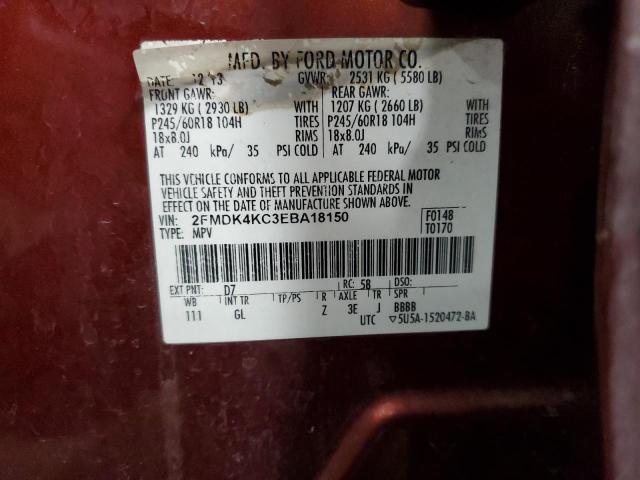 MFD. BY FORD MOTOR CO.
DATE: 12/13 GVWR: 2531 KG ( 5580 LB)
FRONT GAWR: REAR GAWR:
1329 KG ( 2930 LB) WITH 1207 KG ( 2660 LB) WITH
P245/60R18 104H TIRES P245/60R18 104H TIRES
18x8.0J RIMS 18x8.0J RIMS
AT 240 kPa/ 35 PSI COLD AT 240 kPa/ 35 PSI COLD
THIS VEHICLE CONFORMS TO ALL APPLICABLE FEDERAL MOTOR
VEHICLE SAFETY AND THEFT PREVENTION STANDARDS IN
EFFECT ON THE DATE OF MANUFACTURE SHOWN ABOVE.
VIN: 2FMDK4KC3EBA18150 F0148
TYPE: MPV T0170
EXT PNT: D7 RC: 5B DSO:
WB INT TR TP/PS R AXLE TR SPR
111 GL Z 3E J BBBB
UTC ▽5U5A-1520472-BA